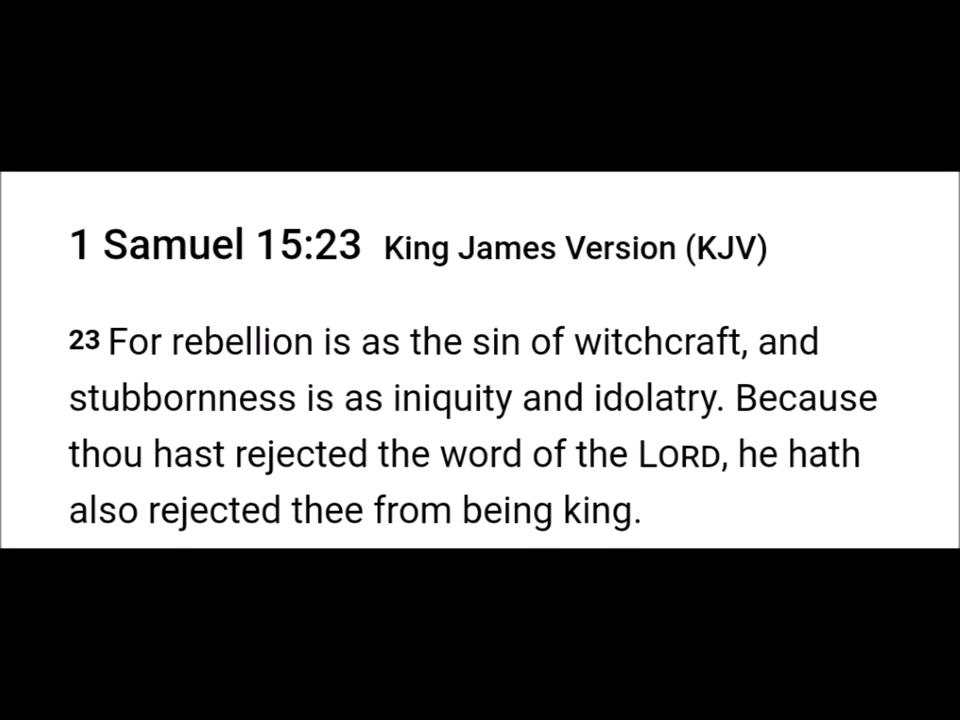 1 Samuel 15:23 King James Version (KJV)
23 For rebellion is as the sin of witchcraft, and
stubbornness is as iniquity and idolatry. Because
thou hast rejected the word of the LORD, he hath
also rejected thee from being king.